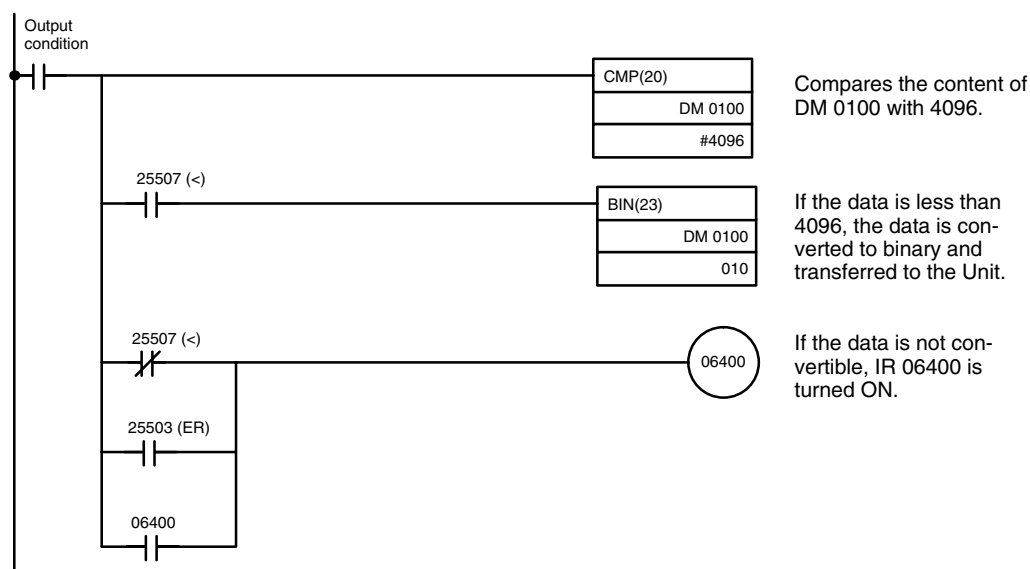 Output
condition
CMP(20)
DM 0100
#4096
Compares the content of
DM 0100 with 4096.
25507 (<)
BIN(23)
DM 0100
010
If the data is less than
4096, the data is con-
verted to binary and
transferred to the Unit.
25507 (<)
06400
If the data is not con-
vertible, IR 06400 is
turned ON.
25503 (ER)
06400